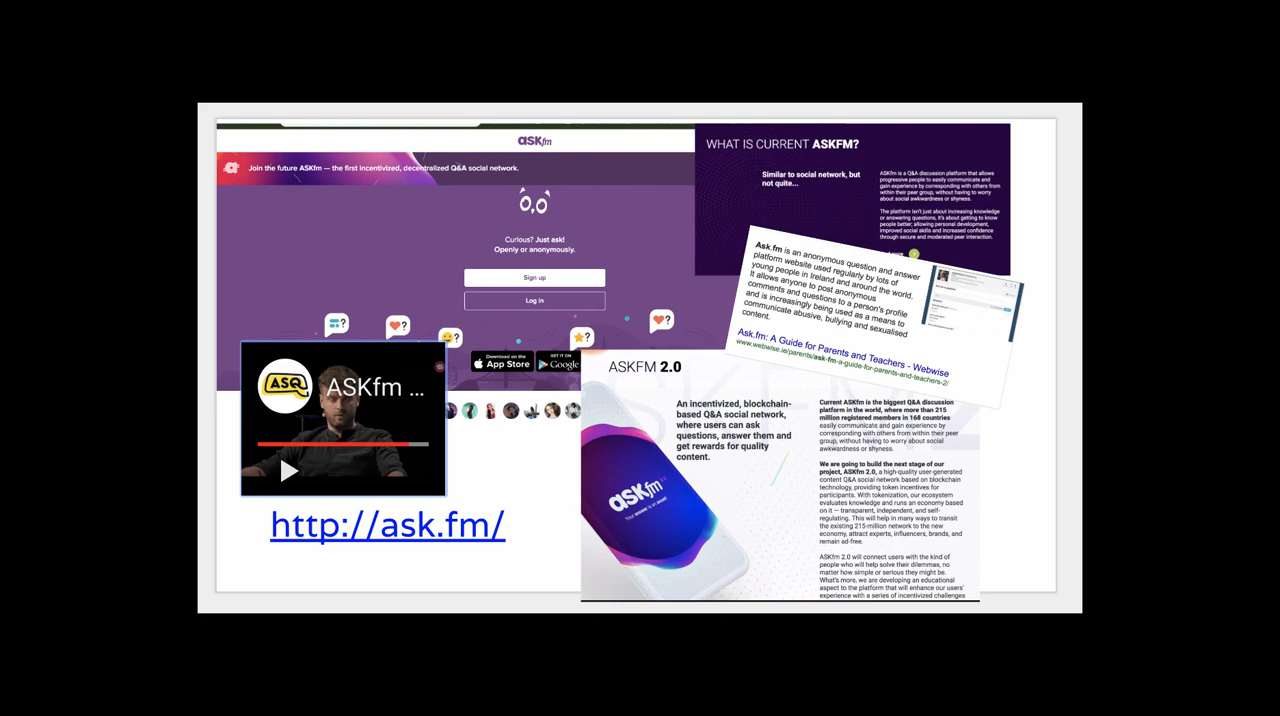 ASKfm
Join the future ASKfm — the first incentivized, decentralized Q&A social network.
Curious? Just ask!
Openly or anonymously.
Sign up
Log in
Download on the
App Store
GET IT ON
Google
WHAT IS CURRENT ASKFM?
Similar to social network, but
not quite...
ASKfm is a Q&A discussion platform that allows
progressive people to easily communicate and
gain experience by corresponding with others from
within their peer group, without having to worry
about social awkwardness or shyness.
The platform isn't just about increasing knowledge
or answering questions, it's about getting to know
people better; allowing personal development,
improved social skills and increased confidence
through secure and moderated peer interaction.
Ask.fm is an anonymous question and answer
platform website used regularly by lots of
young people in Ireland and around the world.
It allows anyone to post anonymous
comments and questions to a person's profile
and is increasingly being used as a means to
communicate abusive, bullying and sexualised
content.
Ask.fm: A Guide for Parents and Teachers - Webwise
www.webwise.ie/parents/ask-fm-a-guide-for-parents-and-teachers-2/
ASQ
ASKfm ...
http://ask.fm/
ASKFM 2.0
An incentivized, blockchain-
based Q&A social network,
where users can ask
questions, answer them and
get rewards for quality
content.
ASKfm
Your answer is an asset!
Current ASKfm is the biggest Q&A discussion
platform in the world, where more than 215
million registered members in 168 countries
easily communicate and gain experience by
corresponding with others from within their peer
group, without having to worry about social
awkwardness or shyness.
We are going to build the next stage of our
project, ASKfm 2.0, a high-quality user-generated
content Q&A social network based on blockchain
technology, providing token incentives for
participants. With tokenization, our ecosystem
evaluates knowledge and runs an economy based
on it — transparent, independent, and self-
regulating. This will help in many ways to transit
the existing 215-million network to the new
economy, attract experts, influencers, brands, and
remain ad-free.
ASKfm 2.0 will connect users with the kind of
people who will help solve their dilemmas, no
matter how simple or serious they might be.
What's more, we are developing an educational
aspect to the platform that will enhance our users'
experience with a series of incentivized challenges